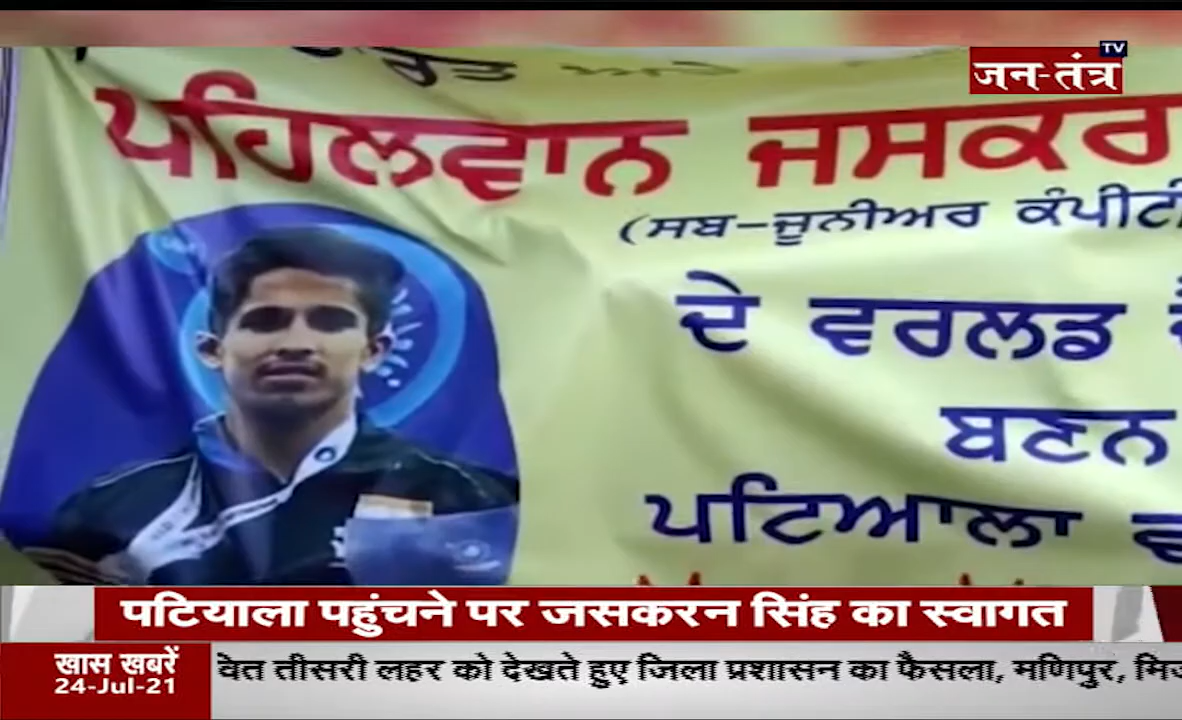 TV
जन-तंत्र
ਪਹਿਲਵਾਨ ਜਸਕਰ
(ਸਬ-ਜੂਨੀਅਰ ਕੰਪੀਟੀ
ਦੇ ਵਰਲਡ
ਬਣਨ
ਪਟਿਆਲਾ
पटियाला पहुंचने पर जसकरन सिंह का स्वागत
खास खबरें
24-Jul-21
वेत तीसरी लहर को देखते हुए जिला प्रशासन का फैसला, मणिपुर,